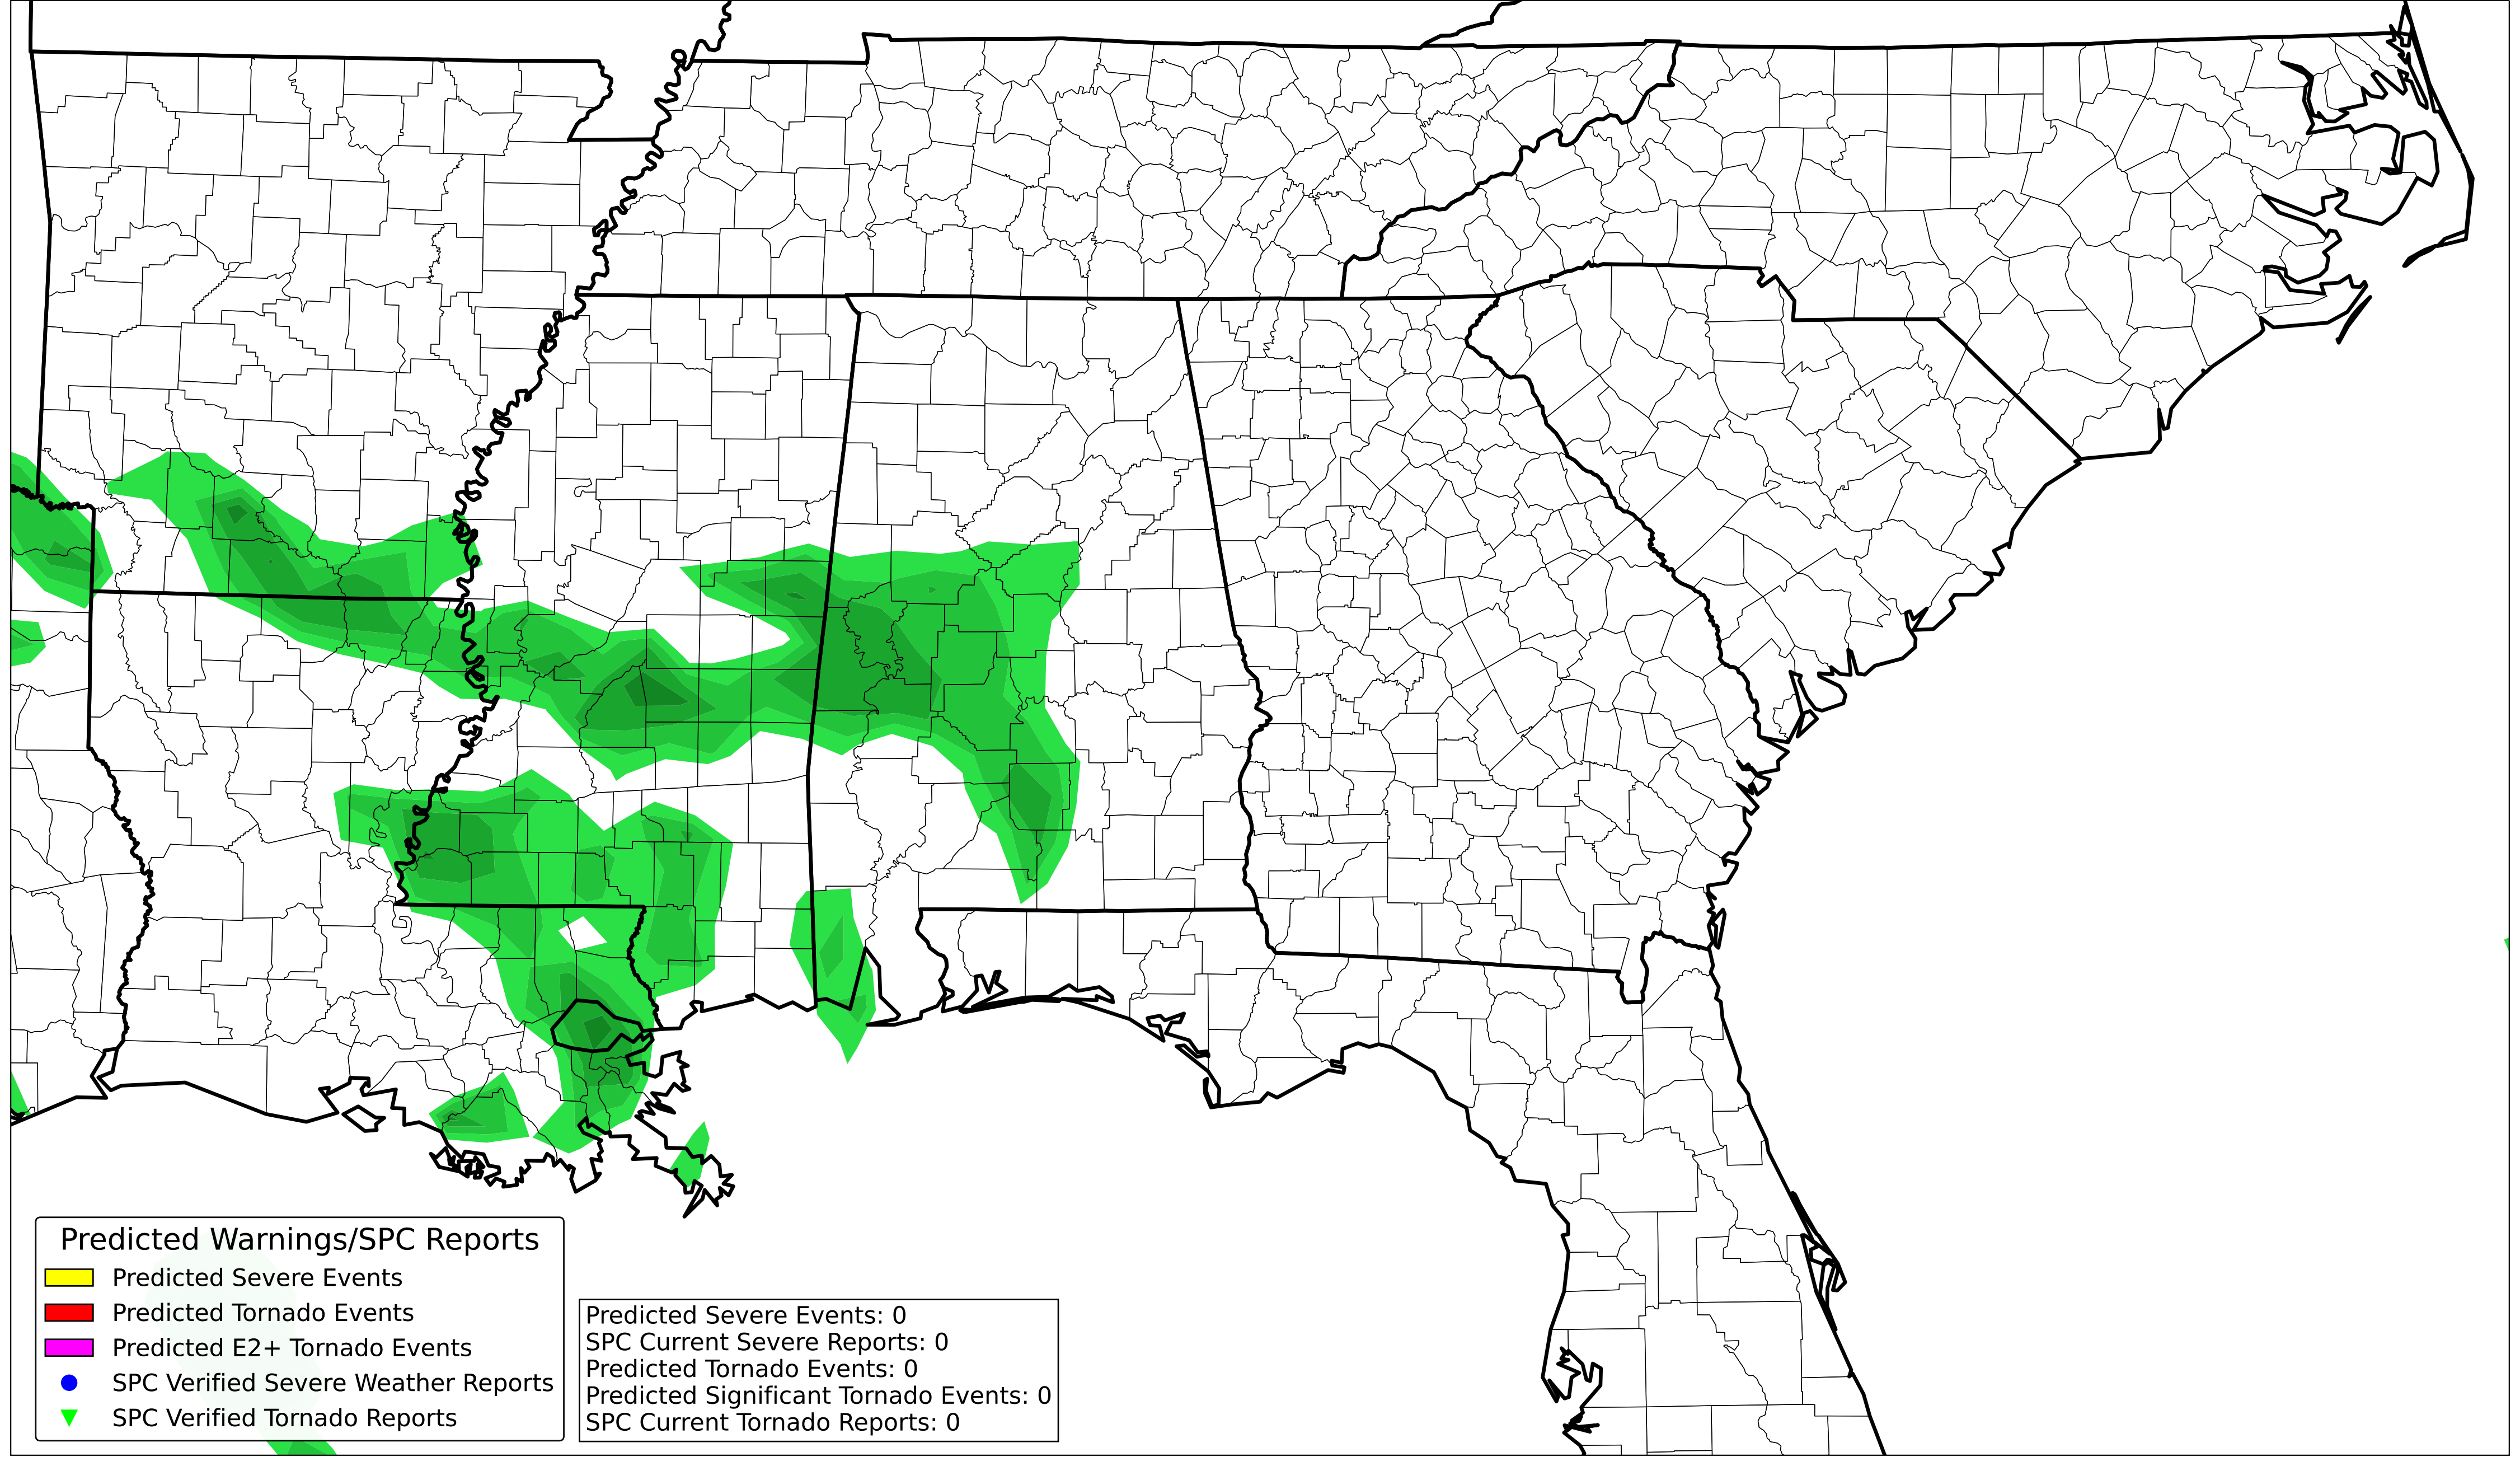 Predicted Warnings/SPC Reports
Predicted Severe Events
Predicted Tornado Events
Predicted E2+ Tornado Events
SPC Verified Severe Weather Reports
SPC Verified Tornado Reports
Predicted Severe Events: 0
SPC Current Severe Reports: 0
Predicted Tornado Events: 0
Predicted Significant Tornado Events: 0
SPC Current Tornado Reports: 0